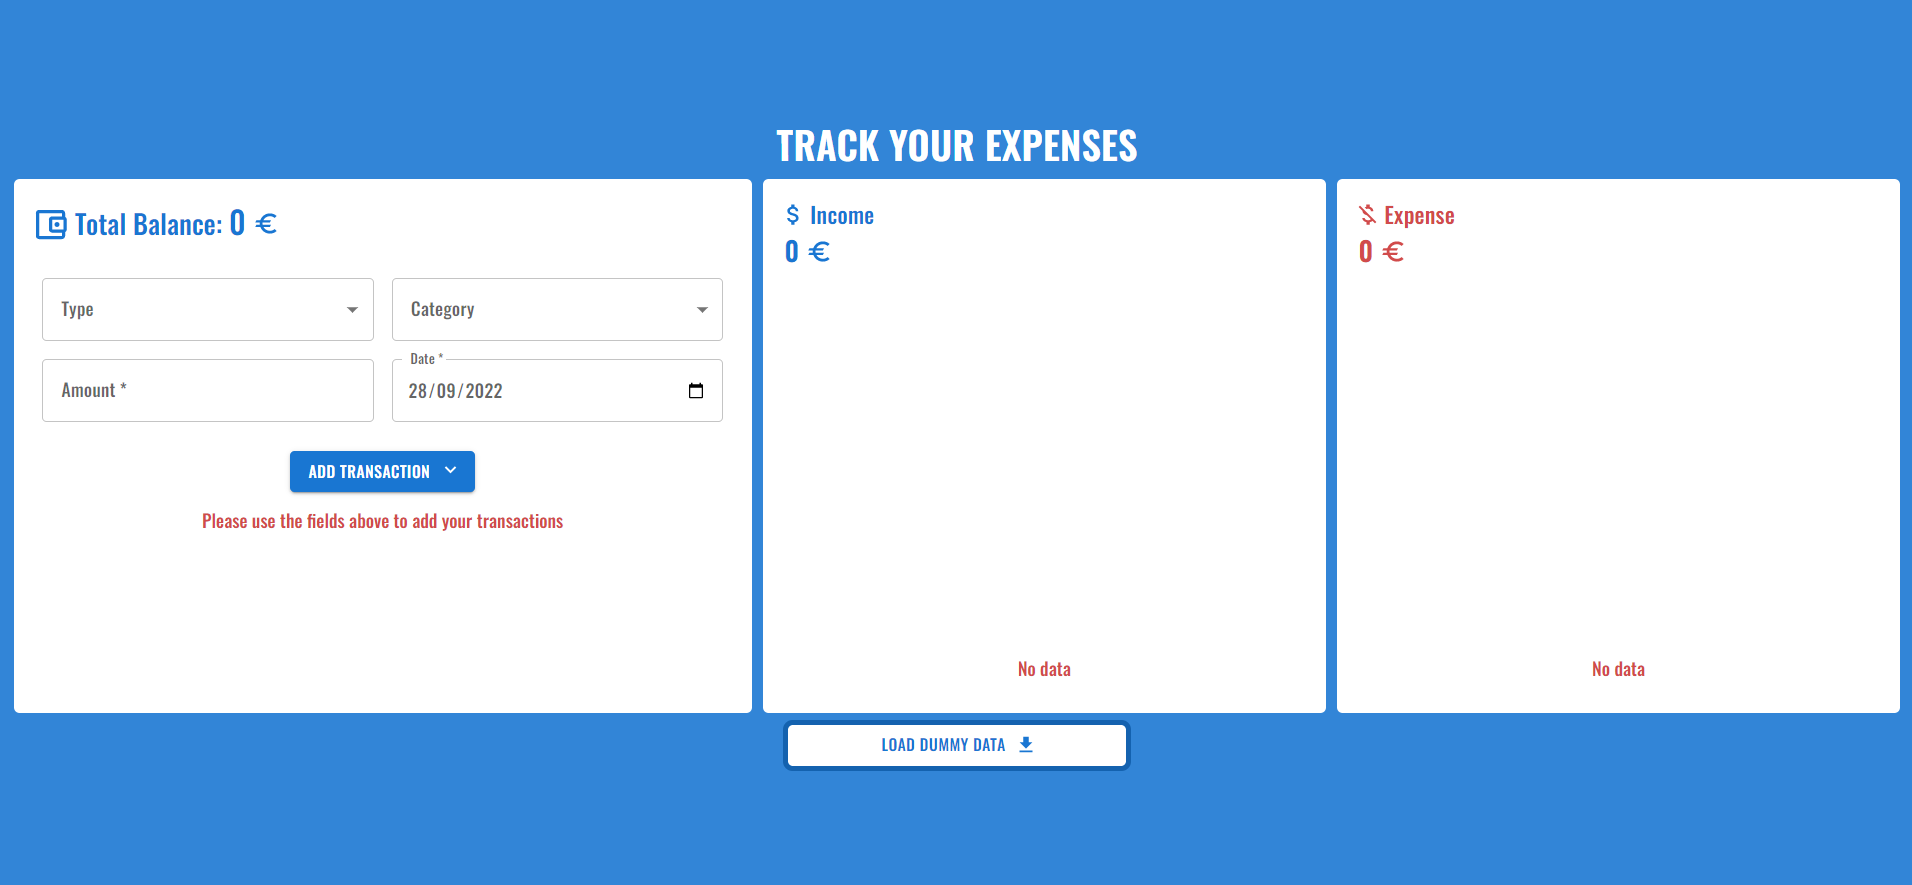 TRACK YOUR EXPENSES
Total Balance: 0 €
Type
Category
Amount *
Date *
28/09/2022
ADD TRANSACTION
Please use the fields above to add your transactions
$ Income
0 €
No data
Expense
0 €
No data
LOAD DUMMY DATA